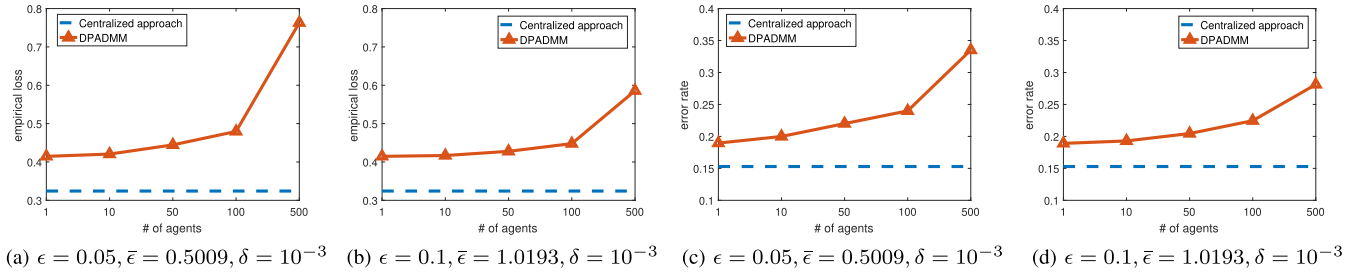 0.8
0.7
0.6
0.5
0.4
0.3
empirical loss
Centralized approach
DPADMM
1 10 50 100 500
# of agents
(a) ϵ = 0.05, ϵ̄ = 0.5009, δ = 10⁻³
0.8
0.7
0.6
0.5
0.4
0.3
empirical loss
Centralized approach
DPADMM
1 10 50 100 500
# of agents
(b) ϵ = 0.1, ϵ̄ = 1.0193, δ = 10⁻³
0.4
0.35
0.3
0.25
0.2
0.15
0.1
error rate
Centralized approach
DPADMM
1 10 50 100 500
# of agents
(c) ϵ = 0.05, ϵ̄ = 0.5009, δ = 10⁻³
0.4
0.35
0.3
0.25
0.2
0.15
0.1
error rate
Centralized approach
DPADMM
1 10 50 100 500
# of agents
(d) ϵ = 0.1, ϵ̄ = 1.0193, δ = 10⁻³